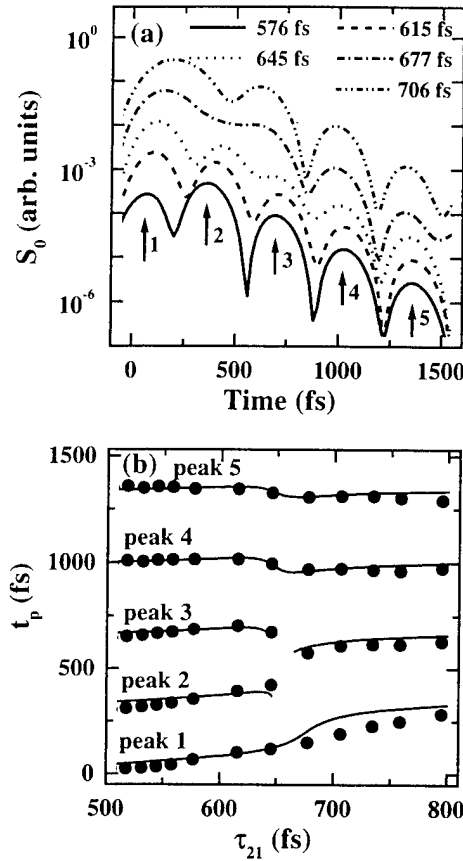 (a)
576 fs
615 fs
645 fs
677 fs
706 fs
10^0
10^-3
10^-6
S_0 (arb. units)
1
2
3
4
5
0 500 1000 1500
Time (fs)
(b)
peak 5
peak 4
peak 3
peak 2
peak 1
1500
1000
500
0
t_p (fs)
500 600 700 800
τ_21 (fs)